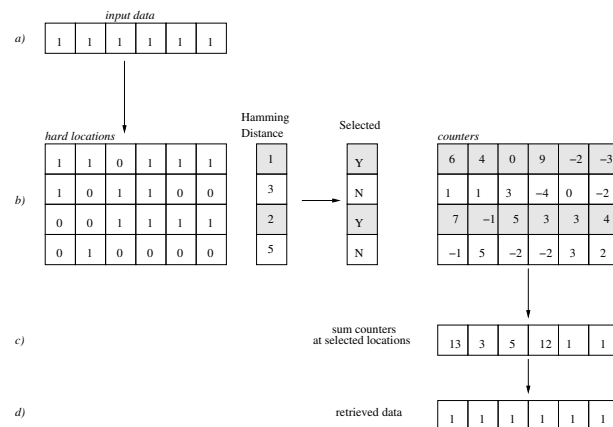 input data
a)
1 1 1 1 1 1
Hamming
Distance
Selected
hard locations
counters
1 1 0 1 1 1
1
Y
6 4 0 9 −2 −3
b)
1 0 1 1 0 0
3
N
1 1 3 −4 0 −2
0 0 1 1 1 1
2
Y
7 −1 5 3 3 4
0 1 0 0 0 0
5
N
−1 5 −2 −2 3 2
c)
sum counters
at selected locations
13 3 5 12 1 1
d)
retrieved data
1 1 1 1 1 1